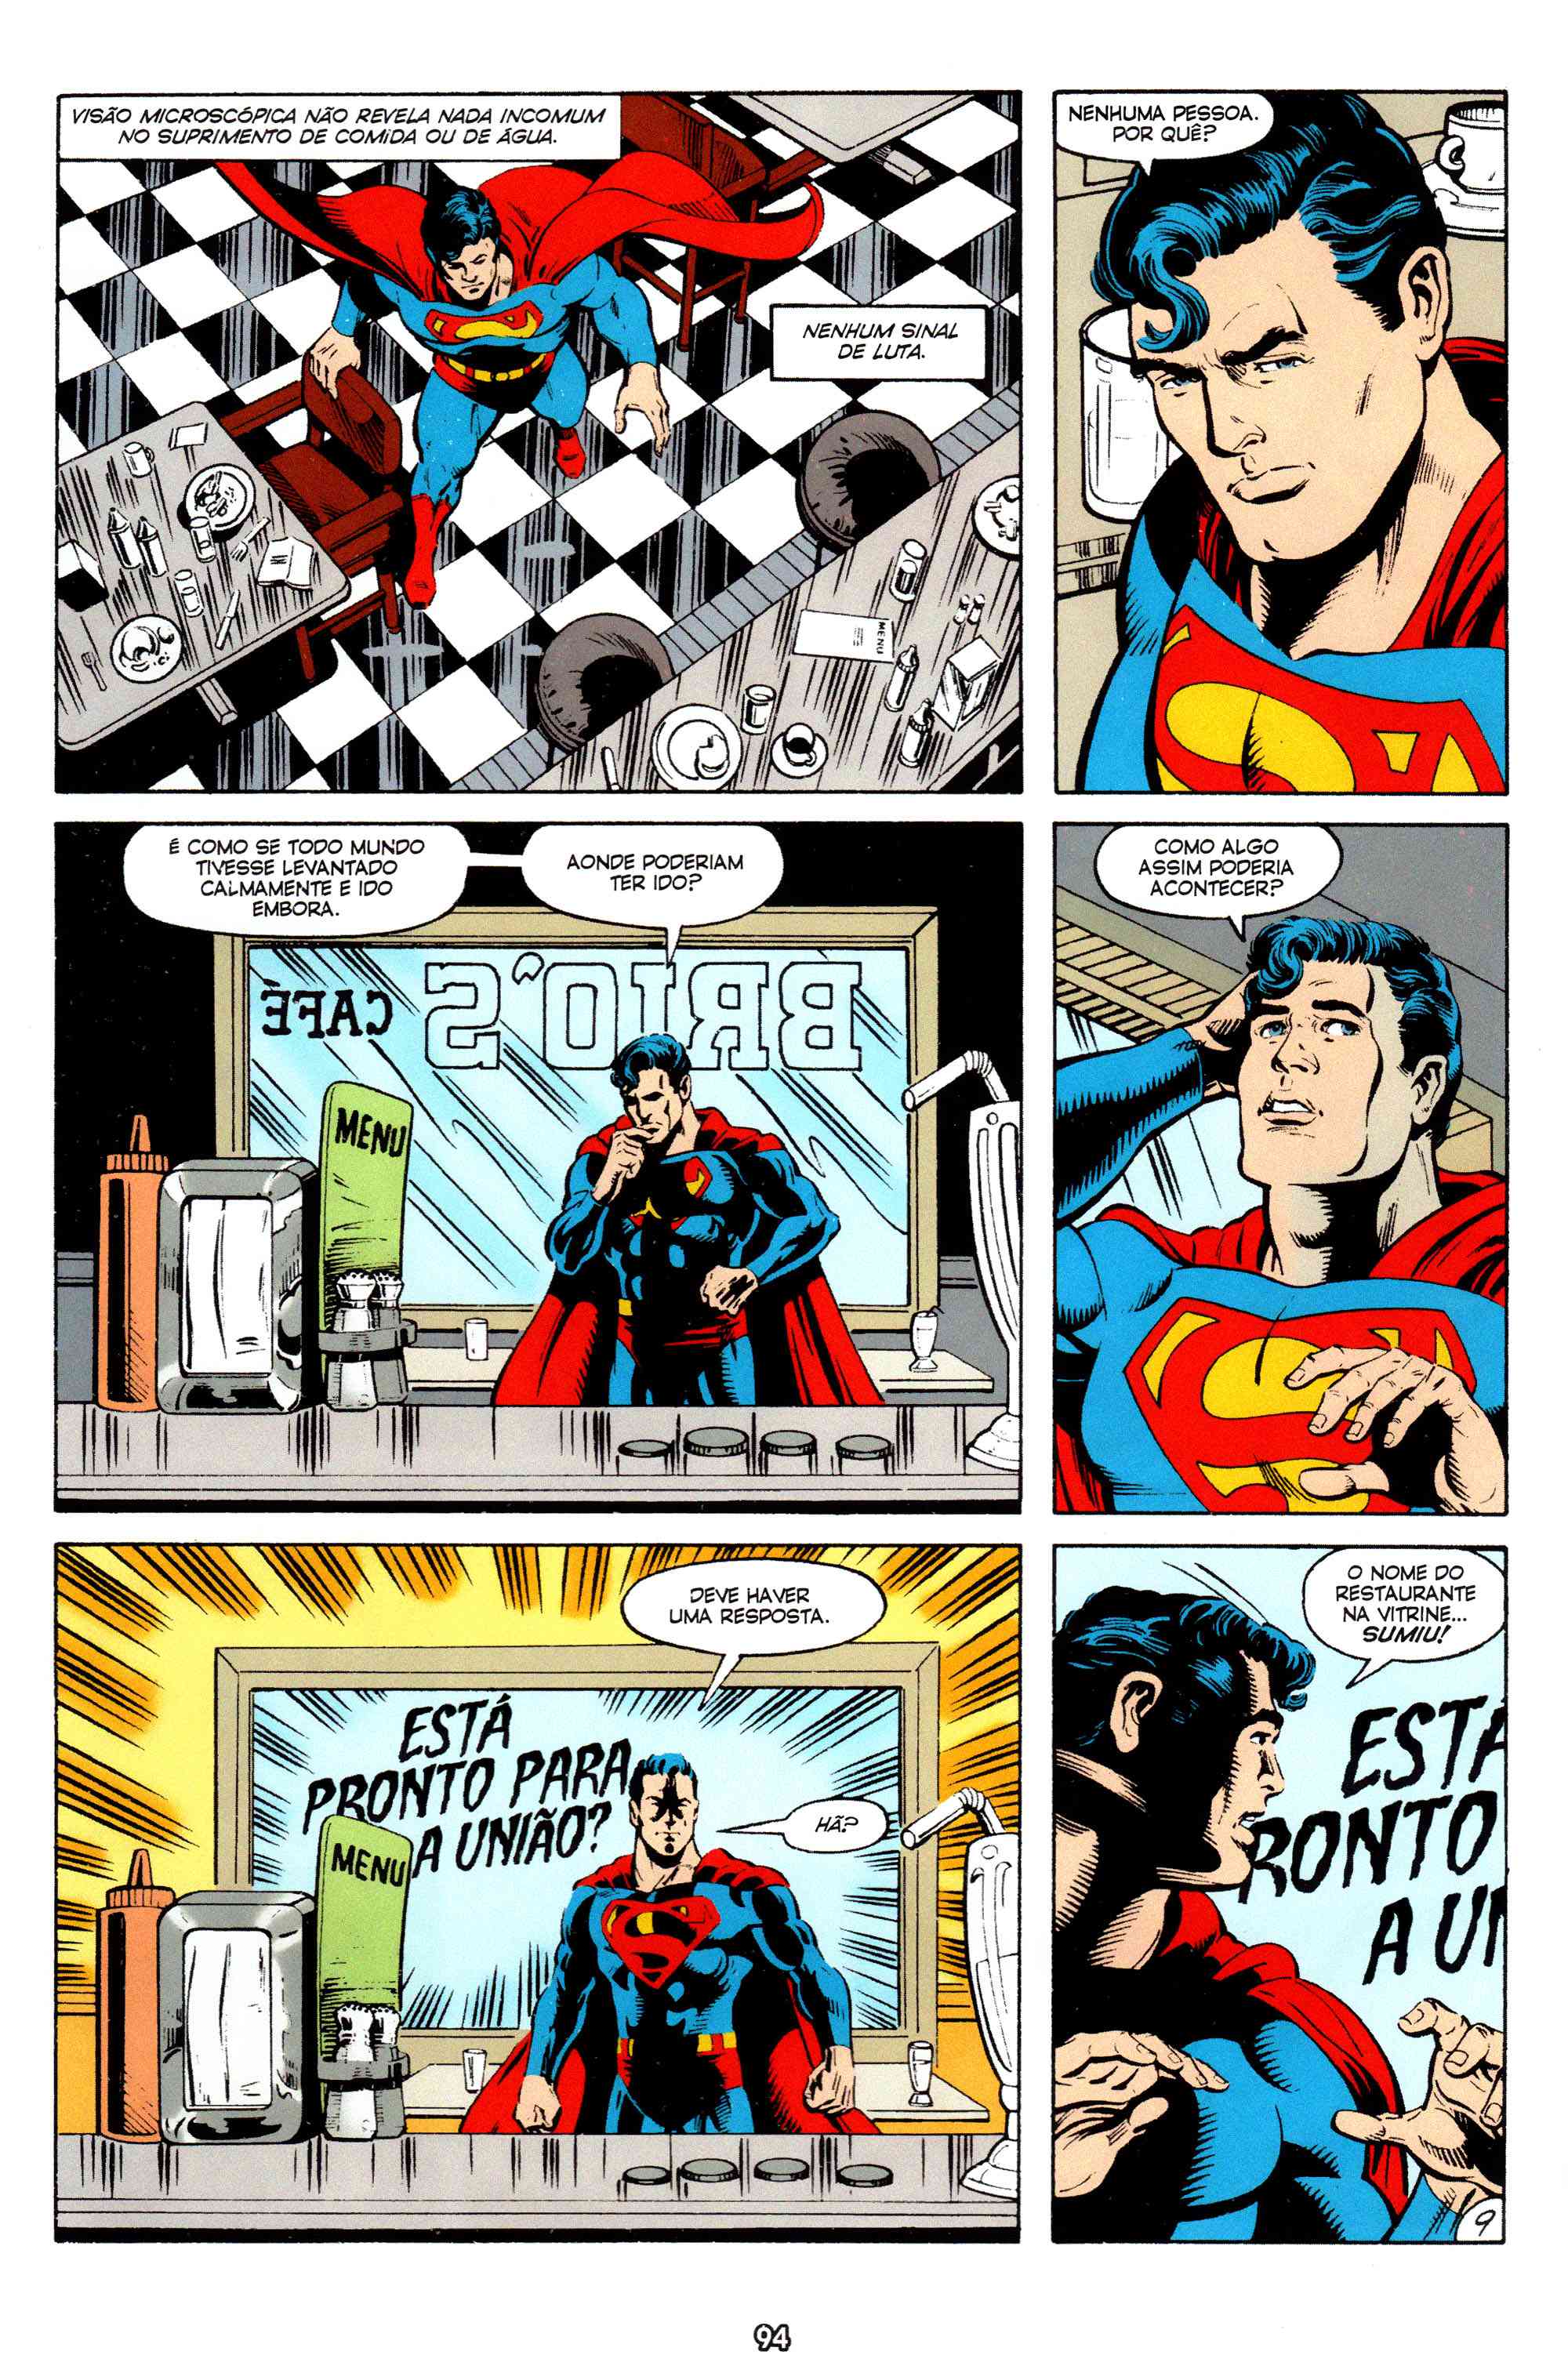 VISÃO MICROSCÓPICA NÃO REVELA NADA INCOMUM
NO SUPRIMENTO DE COMIDA OU DE ÁGUA.
NENHUM SINAL
DE LUTA.
MENU
NENHUMA PESSOA.
POR QUÊ?
É COMO SE TODO MUNDO
TIVESSE LEVANTADO
CALMAMENTE E IDO
EMBORA.
AONDE PODERIAM
TER IDO?
BRIO'S
CAFÉ
MENU
COMO ALGO
ASSIM PODERIA
ACONTECER?
DEVE HAVER
UMA RESPOSTA.
ESTÁ
PRONTO PARA
A UNIÃO?
HÃ?
MENU
O NOME DO
RESTAURANTE
NA VITRINE...
SUMIU!
ESTÁ
RONTO
A UN
9
94